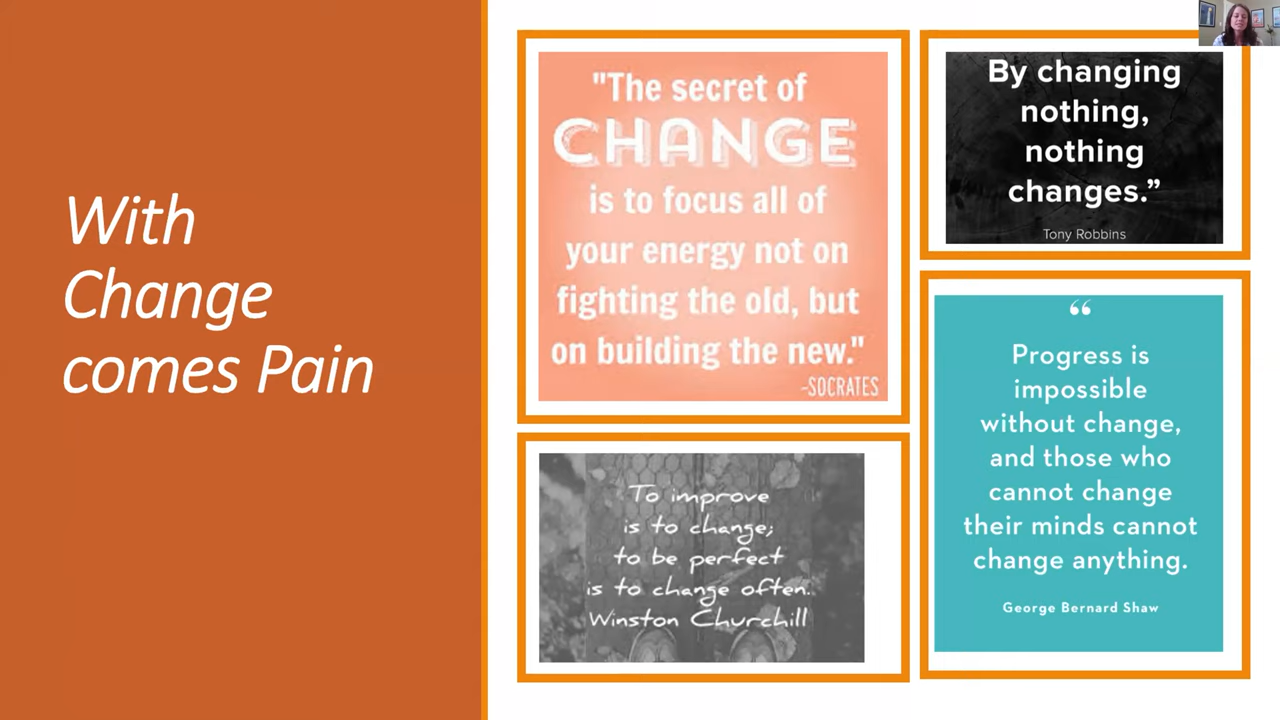 With
Change
comes Pain
"The secret of
CHANGE
is to focus all of
your energy not on
fighting the old, but
on building the new."
-SOCRATES
By changing
nothing,
nothing
changes.”
Tony Robbins
To improve
is to change;
to be perfect
is to change often.
Winston Churchill
“
Progress is
impossible
without change,
and those who
cannot change
their minds cannot
change anything.
George Bernard Shaw